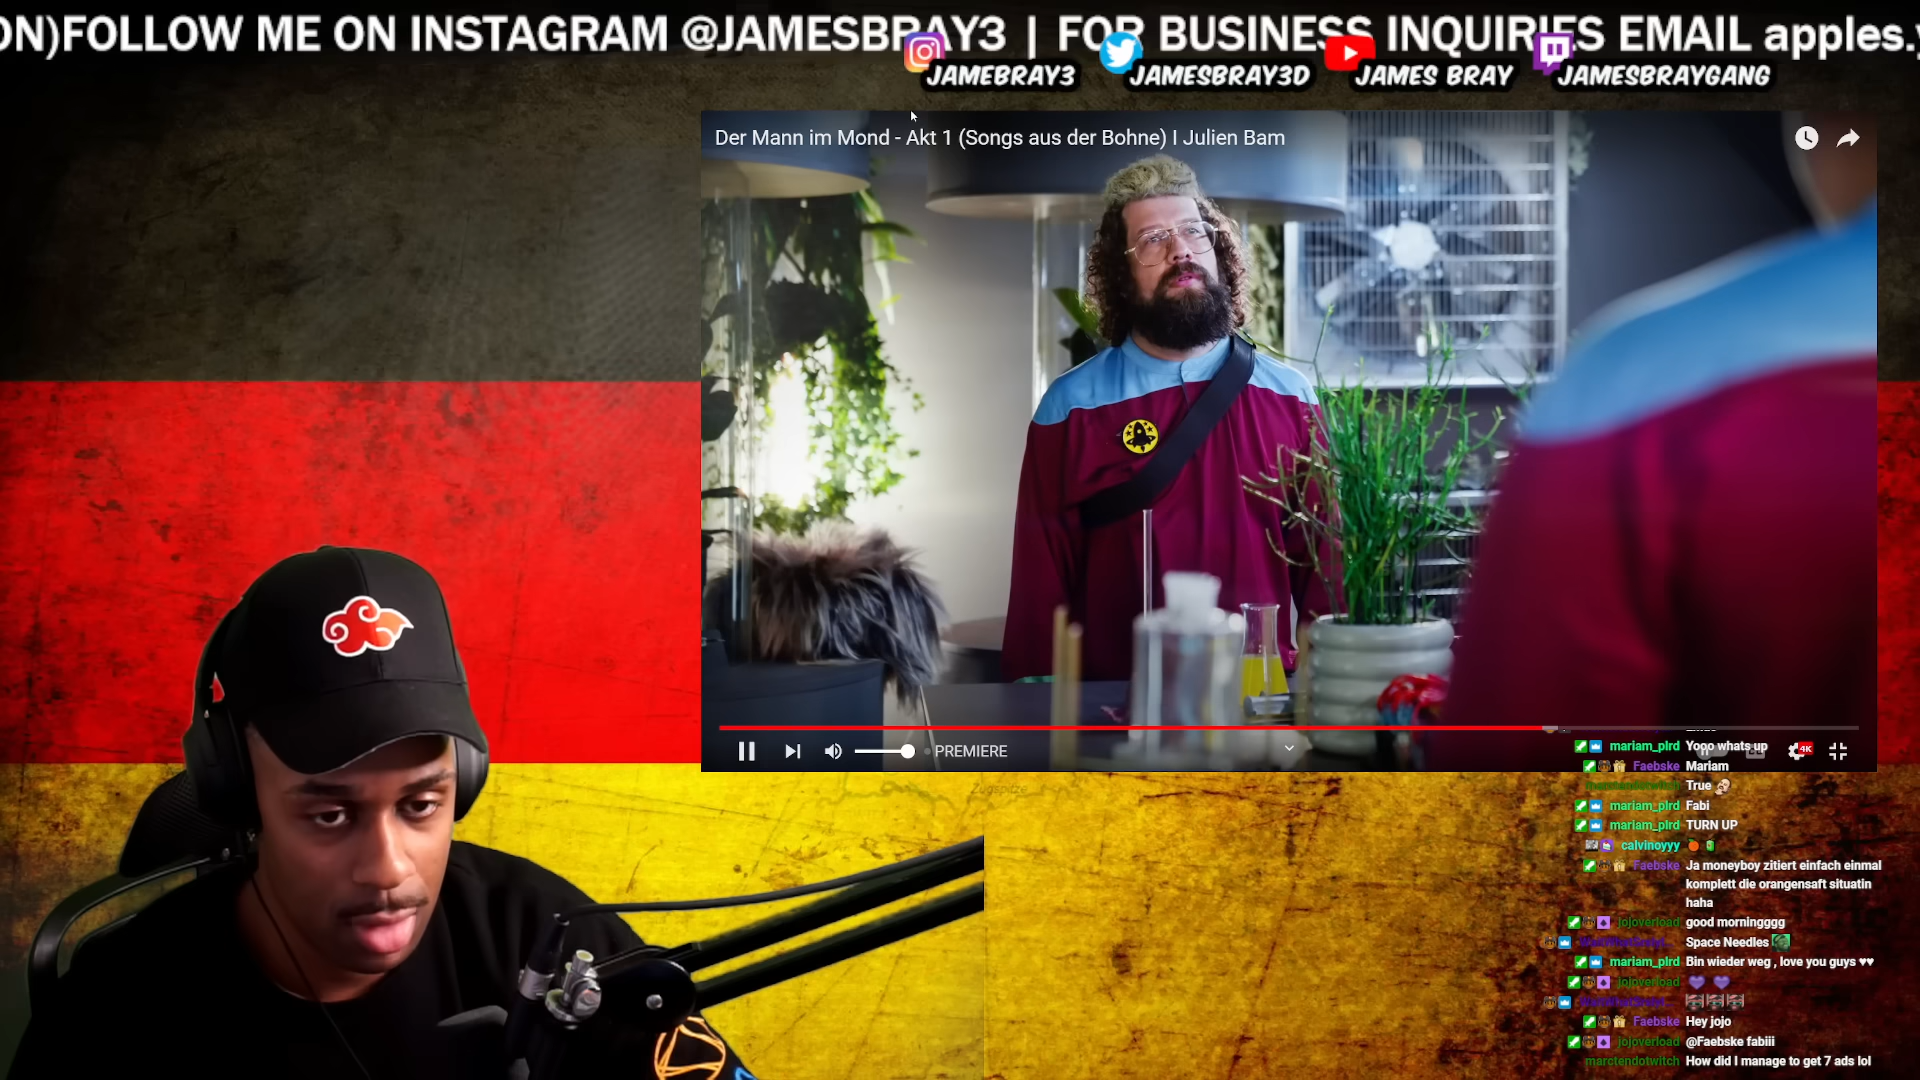 ON)FOLLOW ME ON INSTAGRAM @JAMESBRAY3 | FOR BUSINESS INQUIRIES EMAIL apples.y
JAMEBRAY3
JAMESBRAY3D
JAMES BRAY
JAMESBRAYGANG
Der Mann im Mond - Akt 1 (Songs aus der Bohne) I Julien Bam
PREMIERE
4K
Zugspitze
mariam_plrd Yooo whats up
Faebske Mariam
marctendotwitch True
mariam_plrd Fabi
mariam_plrd TURN UP
calvinoyyy
Faebske Ja moneyboy zitiert einfach einmal
komplett die orangensaft situatin
haha
jojoverload good morningggg
Space Needles
mariam_plrd Bin wieder weg , love you guys ♥♥
jojoverload
Faebske Hey jojo
jojoverload @Faebske fabiii
marctendotwitch How did I manage to get 7 ads lol